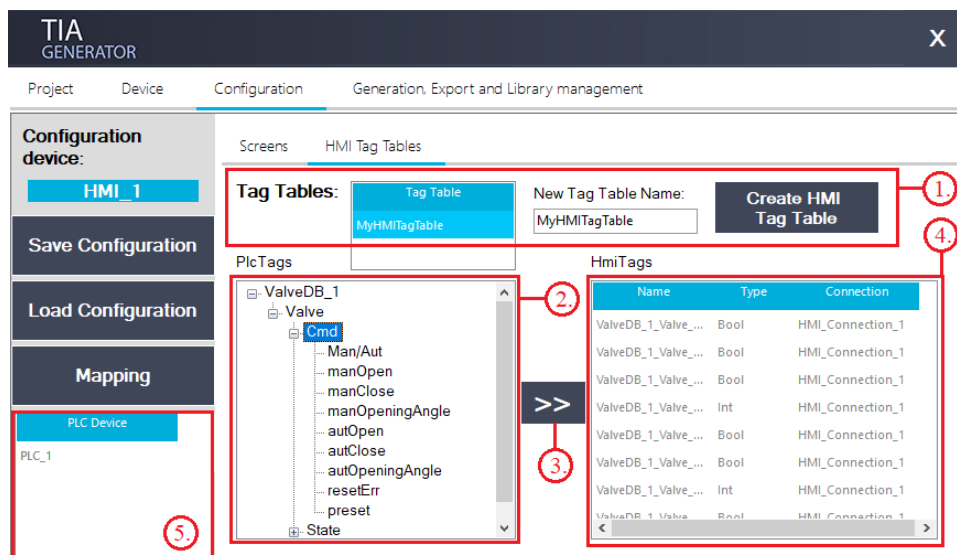 TIA
GENERATOR
X
Project Device Configuration Generation, Export and Library management
Configuration
device:
HMI_1
Save Configuration
Load Configuration
Mapping
PLC Device
PLC_1
5.
Screens HMI Tag Tables
Tag Tables:
Tag Table
MyHMITagTable
New Tag Table Name:
MyHMITagTable
Create HMI
Tag Table
1.
4.
PlcTags
ValveDB_1
Valve
Cmd
Man/Aut
manOpen
manClose
manOpeningAngle
autOpen
autClose
autOpeningAngle
resetErr
preset
State
2.
>>
3.
HmiTags
Name Type Connection
ValveDB_1_Valve_... Bool HMI_Connection_1
ValveDB_1_Valve_... Bool HMI_Connection_1
ValveDB_1_Valve_... Bool HMI_Connection_1
ValveDB_1_Valve_... Int HMI_Connection_1
ValveDB_1_Valve_... Bool HMI_Connection_1
ValveDB_1_Valve_... Bool HMI_Connection_1
ValveDB_1_Valve_... Int HMI_Connection_1
ValveDB_1_Valve_... Bool HMI_Connection_1